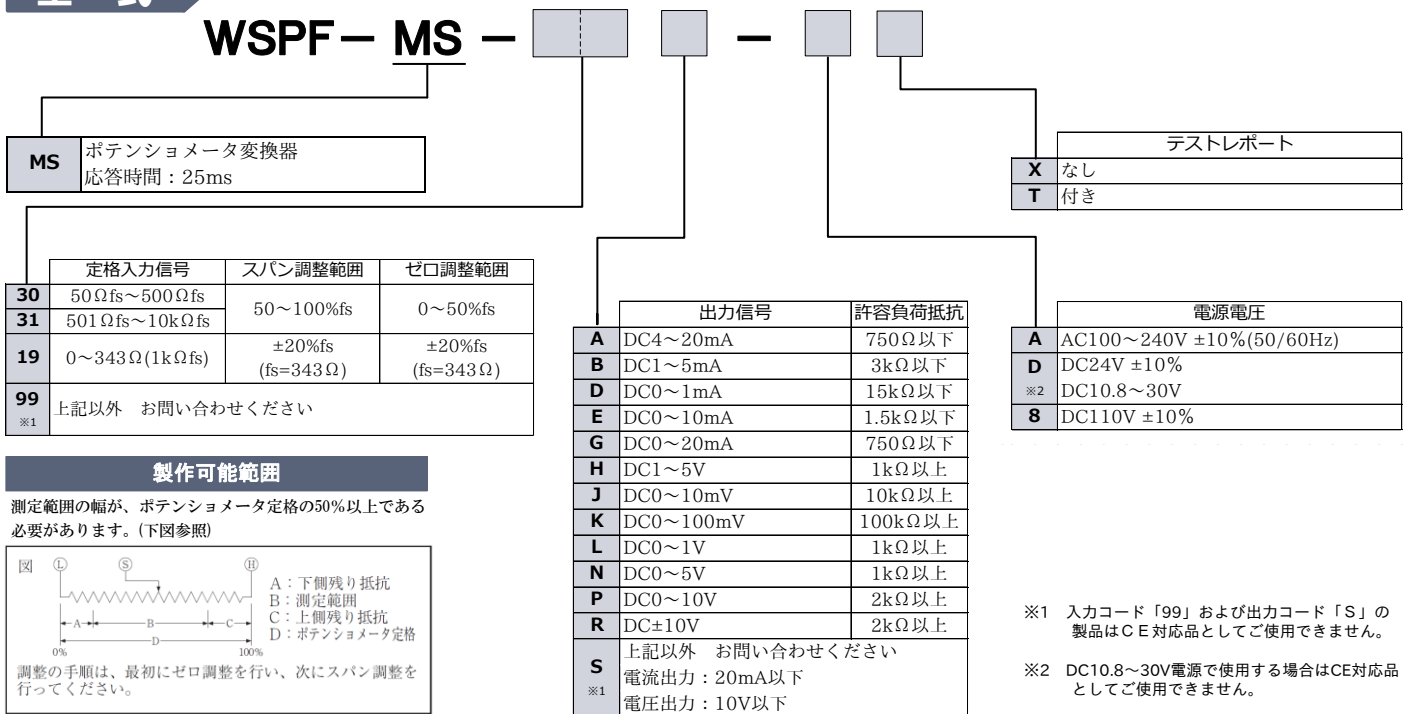 型 式
WSPF－ MS －
－
MS
ポテンショメータ変換器
応答時間：25ms
テストレポート
X なし
T 付き
定格入力信号 スパン調整範囲 ゼロ調整範囲
30 50Ωfs～500Ωfs 50～100%fs 0～50%fs
31 501Ωfs～10kΩfs
19 0～343Ω(1kΩfs) ±20%fs (fs=343Ω) ±20%fs (fs=343Ω)
99 ※1 上記以外 お問い合わせください
出力信号 許容負荷抵抗
A DC4～20mA 750Ω以下
B DC1～5mA 3kΩ以下
D DC0～1mA 15kΩ以下
E DC0～10mA 1.5kΩ以下
G DC0～20mA 750Ω以下
H DC1～5V 1kΩ以上
J DC0～10mV 10kΩ以上
K DC0～100mV 100kΩ以上
L DC0～1V 1kΩ以上
N DC0～5V 1kΩ以上
P DC0～10V 2kΩ以上
R DC±10V 2kΩ以上
S ※1 上記以外 お問い合わせください
電流出力：20mA以下
電圧出力：10V以下
電源電圧
A AC100～240V ±10%(50/60Hz)
D DC24V ±10%
※2 DC10.8～30V
8 DC110V ±10%
製作可能範囲
測定範囲の幅が、ポテンショメータ定格の50%以上である
必要があります。(下図参照)
図 Ⓛ Ⓢ Ⓗ
A：下側残り抵抗
B：測定範囲
C：上側残り抵抗
D：ポテンショメータ定格
A B C
D
0% 100%
調整の手順は、最初にゼロ調整を行い、次にスパン調整を
行ってください。
※1 入力コード「99」および出力コード「S」の
製品はＣＥ対応品としてご使用できません。
※2 DC10.8～30V電源で使用する場合はCE対応品
としてご使用できません。